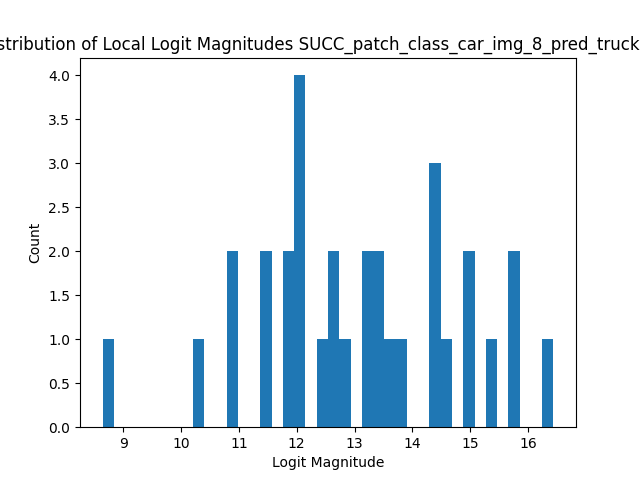 stribution of Local Logit Magnitudes SUCC_patch_class_car_img_8_pred_truck
4.0
3.5
3.0
2.5
2.0
1.5
1.0
0.5
0.0
Count
9 10 11 12 13 14 15 16
Logit Magnitude